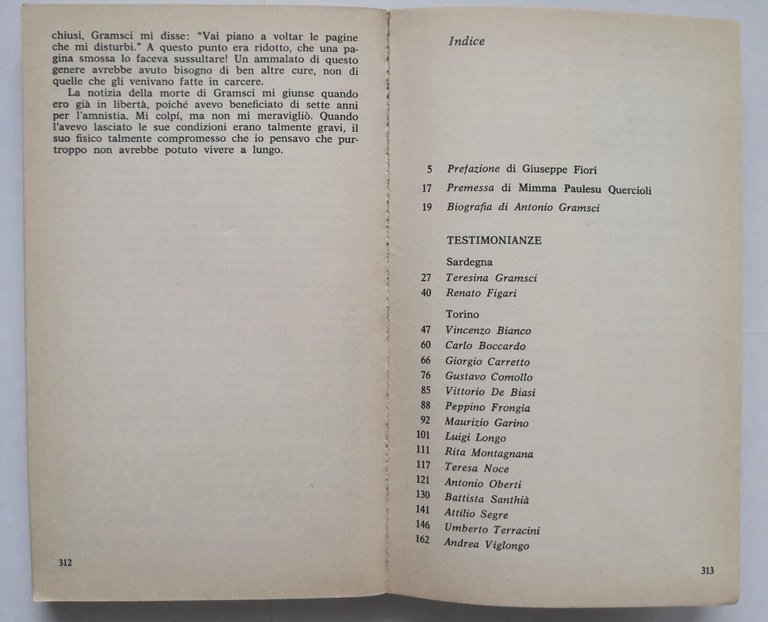 chiusi, Gramsci mi disse: "Vai piano a voltar le pagine
che mi disturbi." A questo punto era ridotto, che una pa-
gina smossa lo faceva sussultare! Un ammalato di questo
genere avrebbe avuto bisogno di ben altre cure, non di
quelle che gli venivano fatte in carcere.
La notizia della morte di Gramsci mi giunse quando
ero già in libertà, poiché avevo beneficiato di sette anni
per l'amnistia. Mi colpí, ma non mi meravigliò. Quando
l'avevo lasciato le sue condizioni erano talmente gravi, il
suo fisico talmente compromesso che io pensavo che pur-
troppo non avrebbe potuto vivere a lungo.
312
Indice
5 Prefazione di Giuseppe Fiori
17 Premessa di Mimma Paulesu Quercioli
19 Biografia di Antonio Gramsci
TESTIMONIANZE
Sardegna
27 Teresina Gramsci
40 Renato Figari
Torino
47 Vincenzo Bianco
60 Carlo Boccardo
66 Giorgio Carretto
76 Gustavo Comollo
85 Vittorio De Biasi
88 Peppino Frongia
92 Maurizio Garino
101 Luigi Longo
111 Rita Montagnana
117 Teresa Noce
121 Antonio Oberti
130 Battista Santhià
141 Attilio Segre
146 Umberto Terracini
162 Andrea Viglongo
313